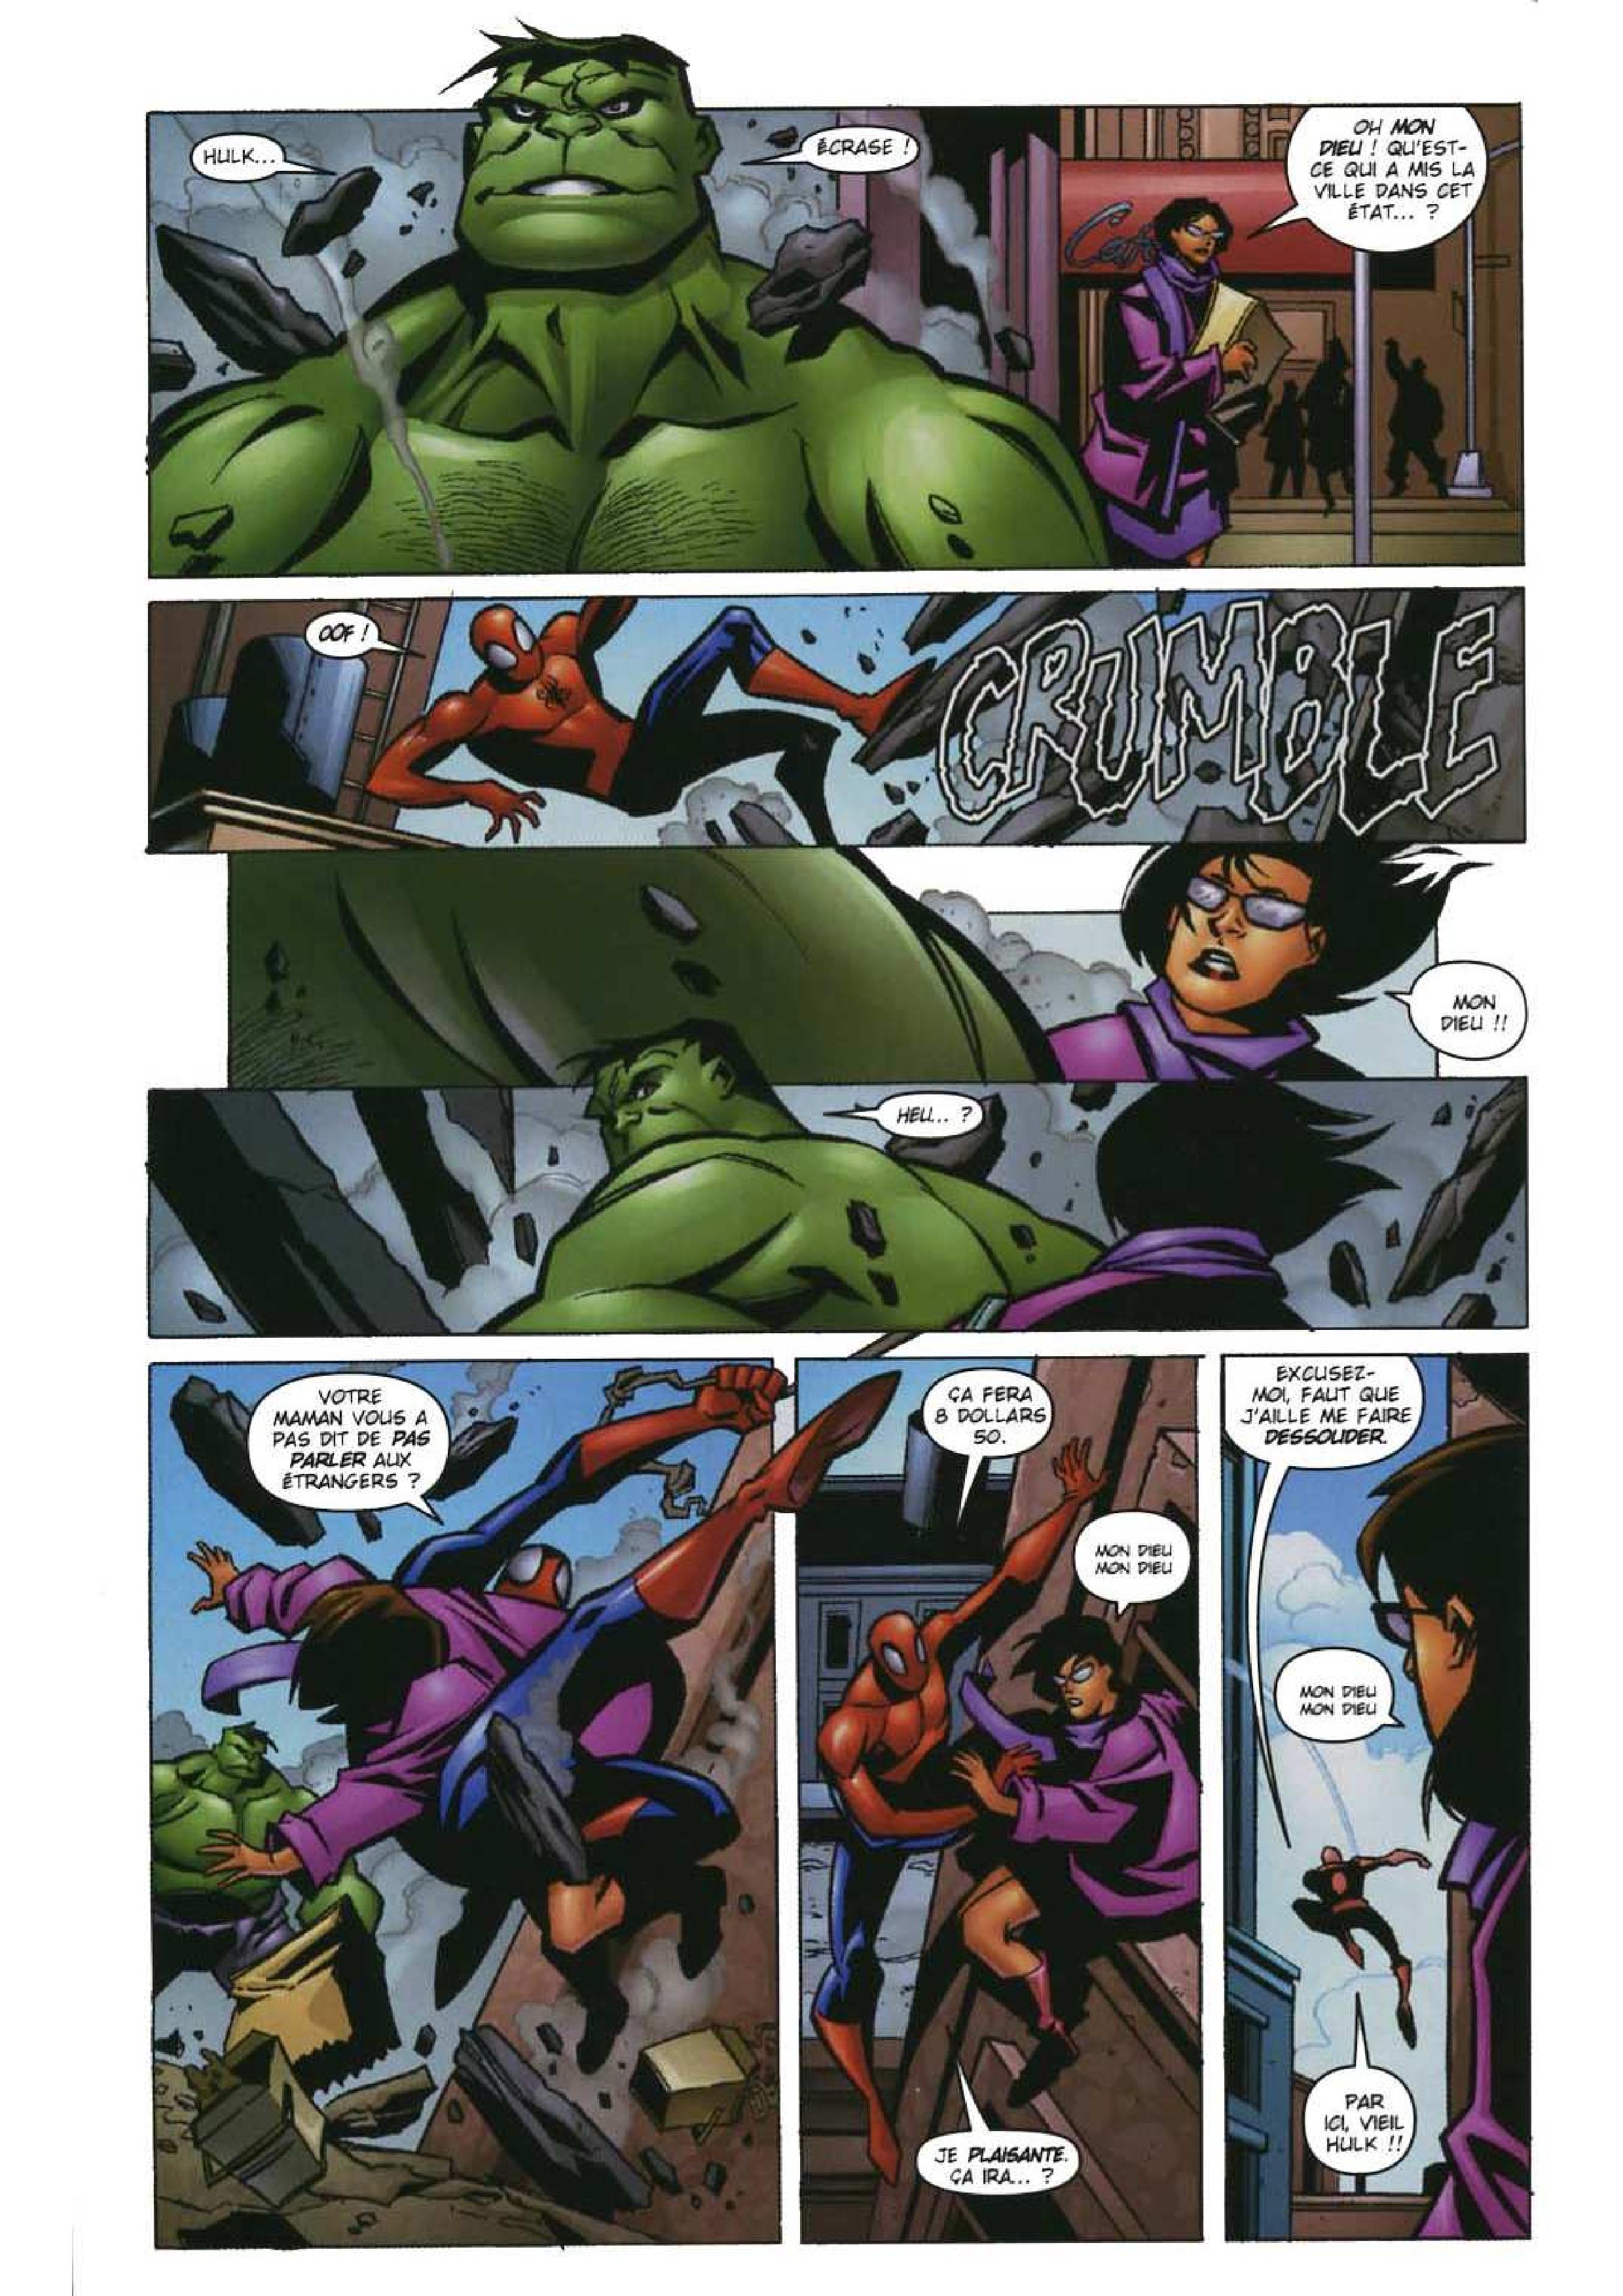 HULK...
ÉCRASE !
OH MON
DIEU ! QU'EST-
CE QUI A MIS LA
VILLE DANS CET
ÉTAT... ?
OOF !
CRUMBLE
MON
DIEU !!
HEU... ?
VOTRE
MAMAN VOUS A
PAS DIT DE PAS
PARLER AUX
ÉTRANGERS ?
ÇA FERA
8 DOLLARS
50.
MON DIEU
MON DIEU
JE PLAISANTE.
ÇA IRA... ?
EXCUSEZ-
MOI, FAUT QUE
J'AILLE ME FAIRE
DESSOUDER.
MON DIEU
MON DIEU
PAR
ICI, VIEIL
HULK !!